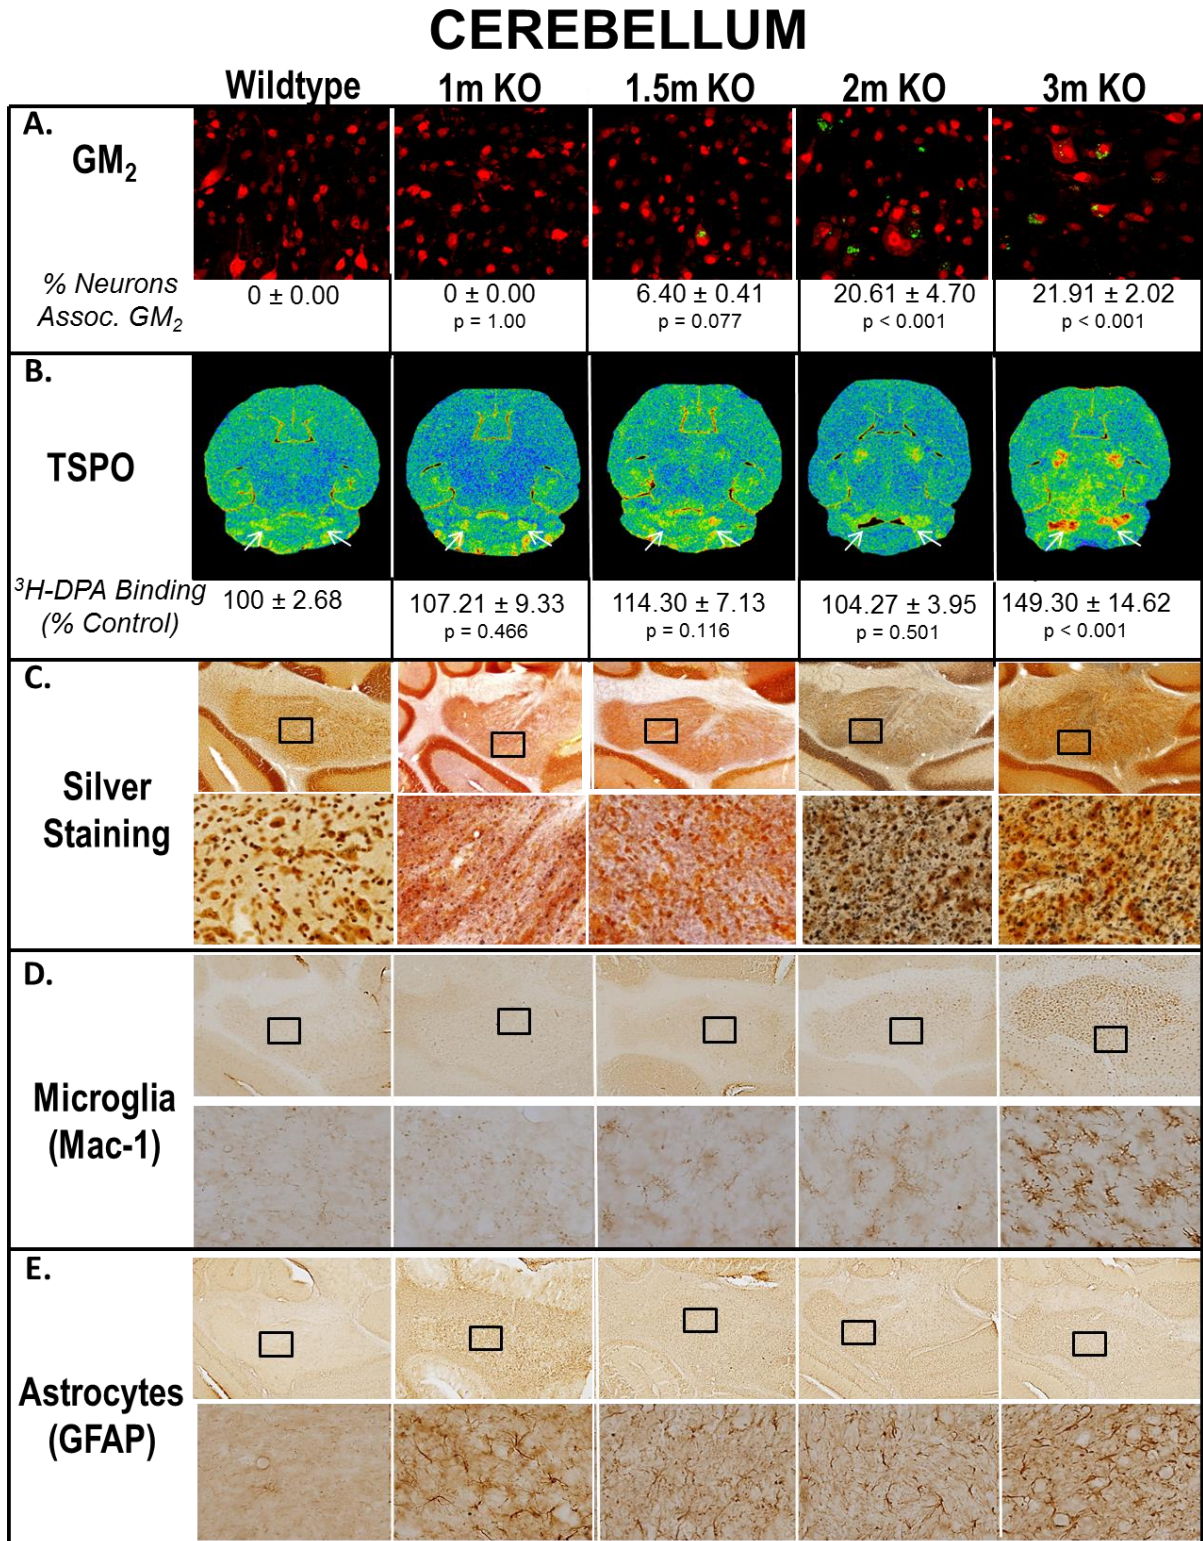 CEREBELLUM
Wildtype 1m KO 1.5m KO 2m KO 3m KO
A.
GM₂
% Neurons
Assoc. GM₂
0 ± 0.00 0 ± 0.00 6.40 ± 0.41 20.61 ± 4.70 21.91 ± 2.02
p = 1.00 p = 0.077 p < 0.001 p < 0.001
B.
TSPO
³H-DPA Binding
(% Control)
100 ± 2.68 107.21 ± 9.33 114.30 ± 7.13 104.27 ± 3.95 149.30 ± 14.62
p = 0.466 p = 0.116 p = 0.501 p < 0.001
C.
Silver
Staining
D.
Microglia
(Mac-1)
E.
Astrocytes
(GFAP)